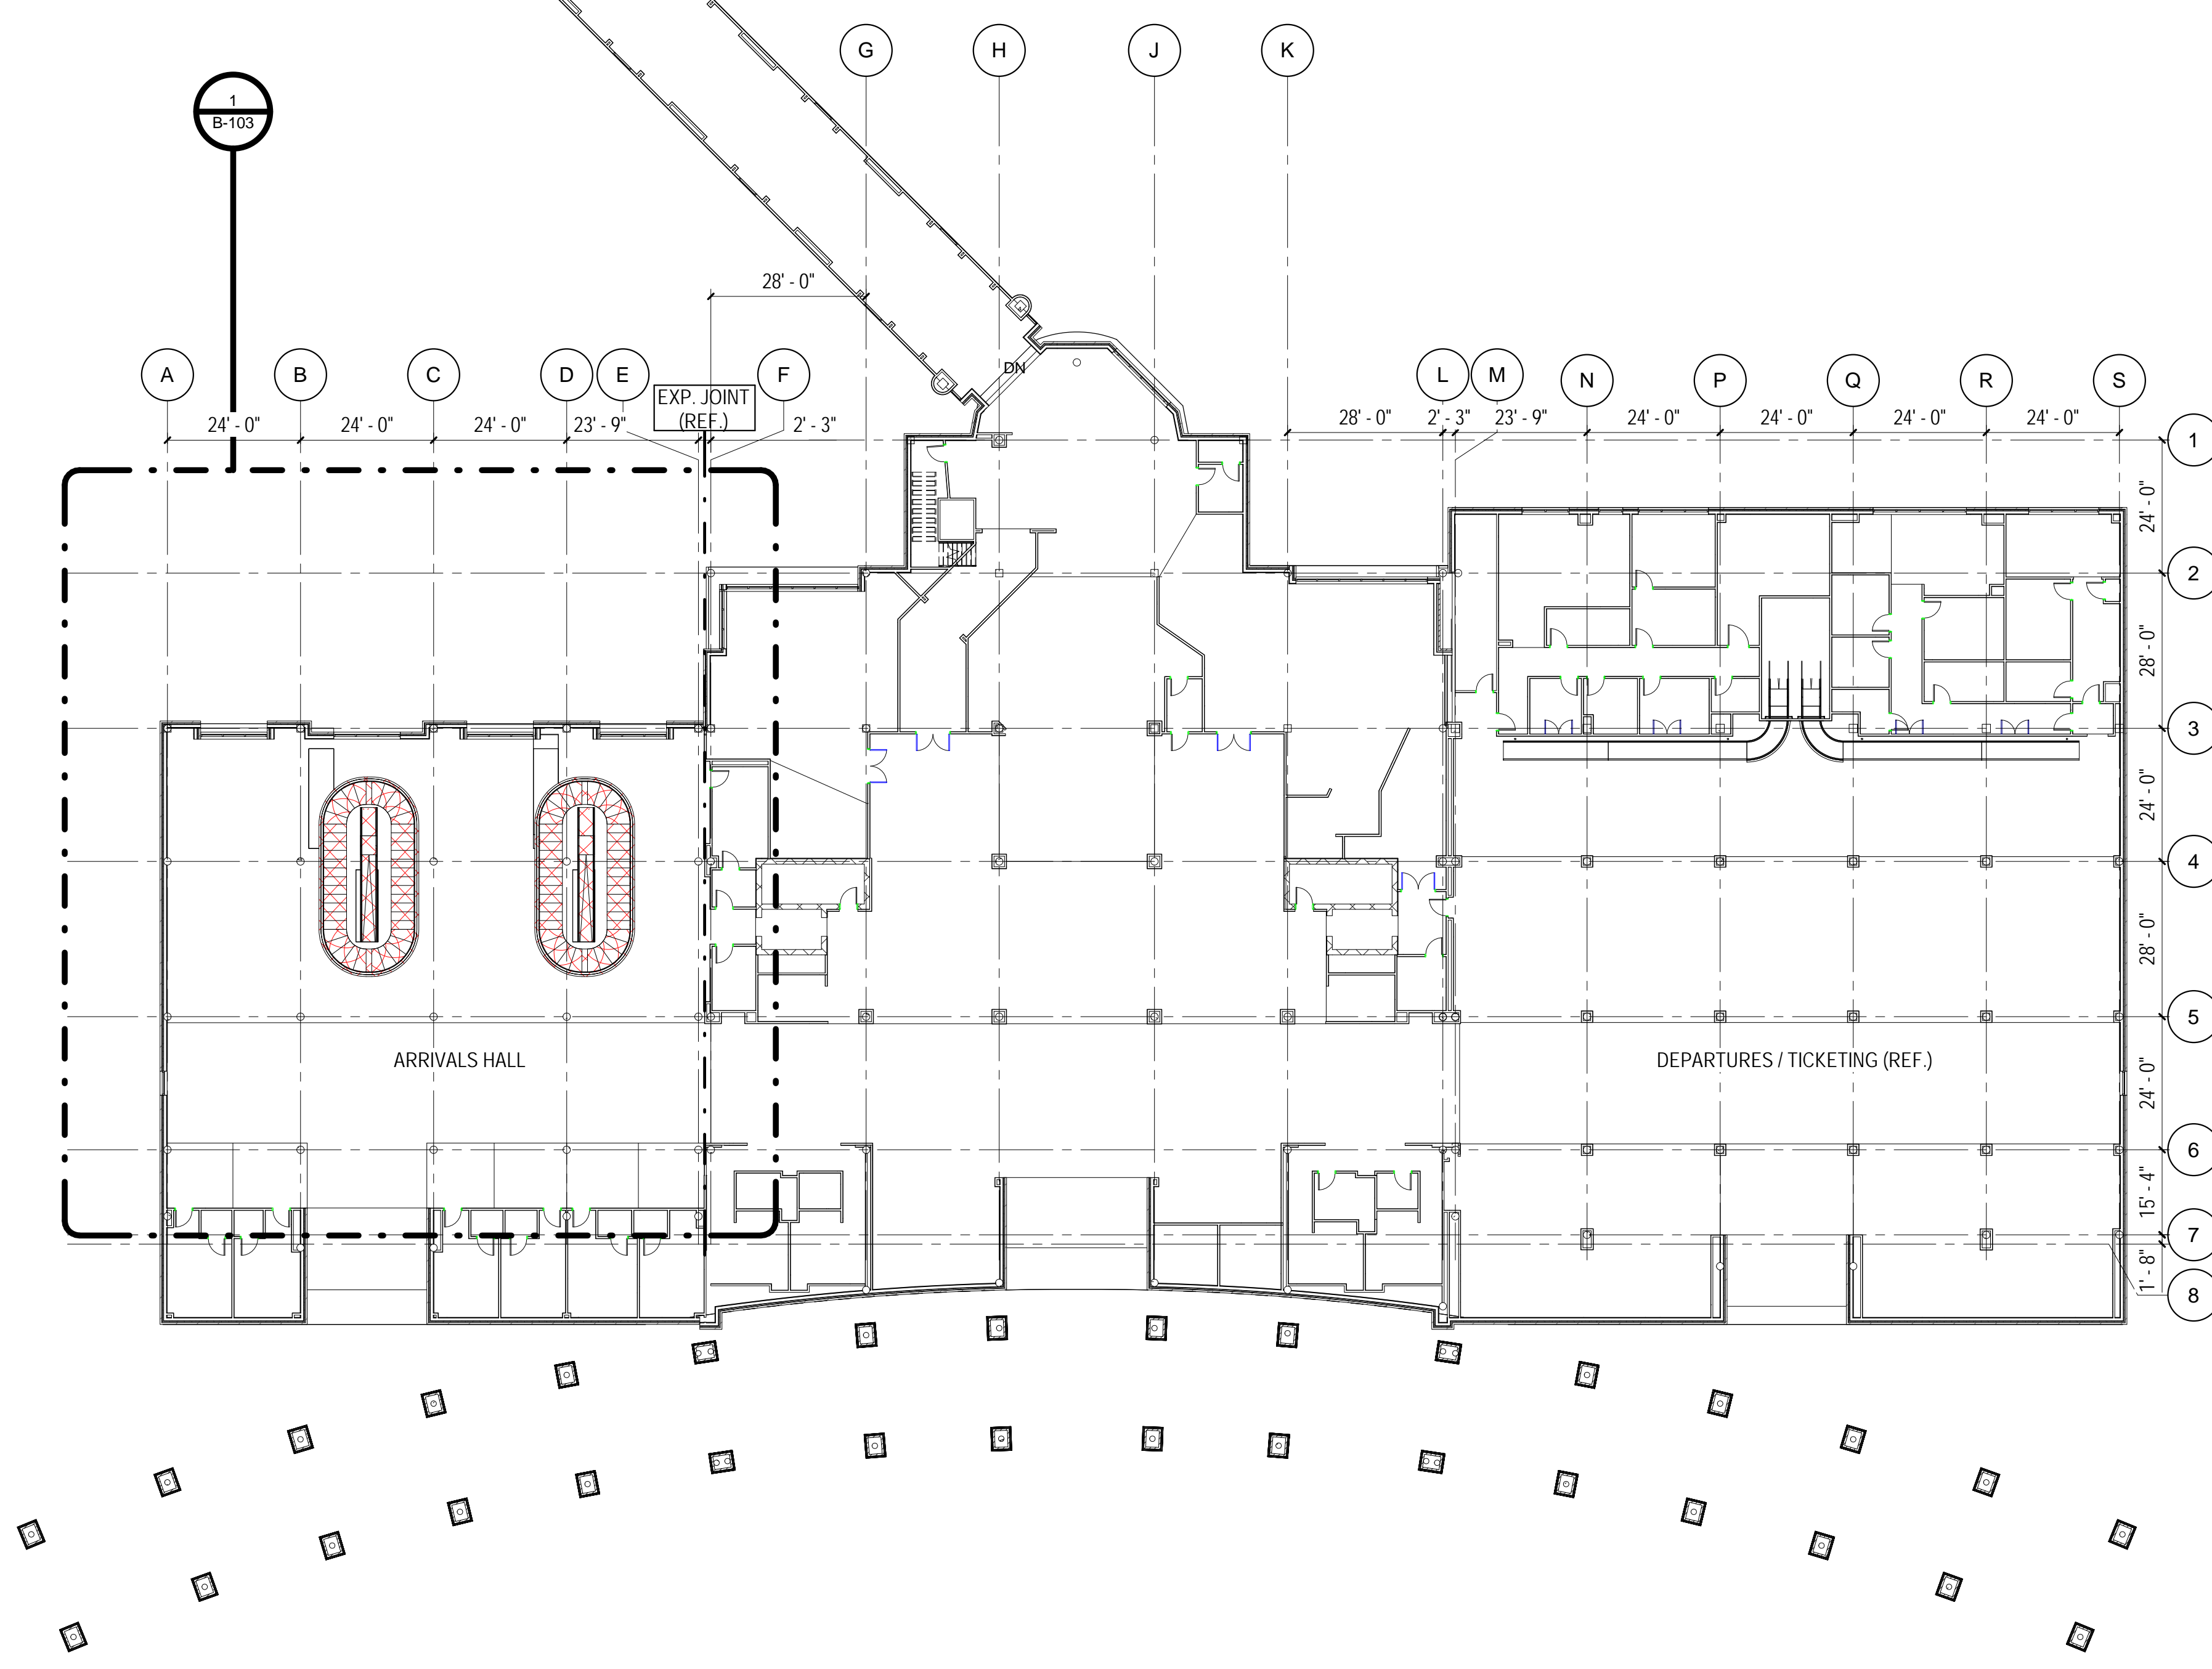 G
H
J
K
1
B-103
28' - 0"
DN
A
B
C
D
E
EXP. JOINT
(REF.)
F
L
M
N
P
Q
R
S
24' - 0"
24' - 0"
24' - 0"
23' - 9"
2' - 3"
28' - 0"
2' - 3"
23' - 9"
24' - 0"
24' - 0"
24' - 0"
24' - 0"
1
24' - 0"
2
28' - 0"
3
24' - 0"
4
28' - 0"
5
ARRIVALS HALL
DEPARTURES / TICKETING (REF.)
24' - 0"
6
15' - 4"
7
1' - 8"
8